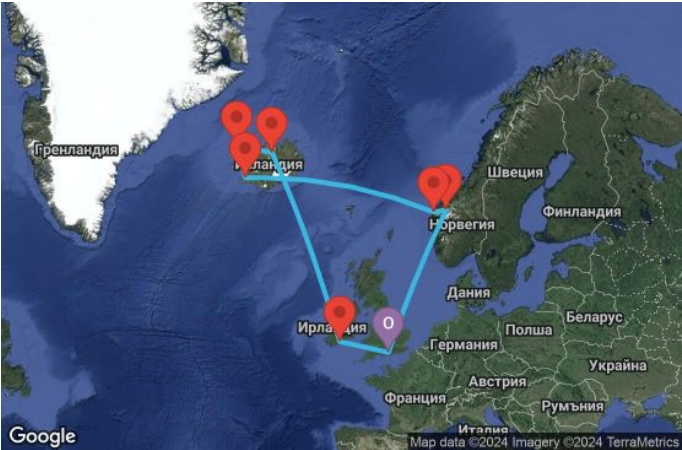 Гренландия
Исландия
Швеция
Финландия
Норвегия
Дания
Беларус
Ирландия
O
Полша
Германия
Украйна
Австрия
Франция
Румъния
Италия
Google
Map data ©2024 Imagery ©2024 TerraMetrics